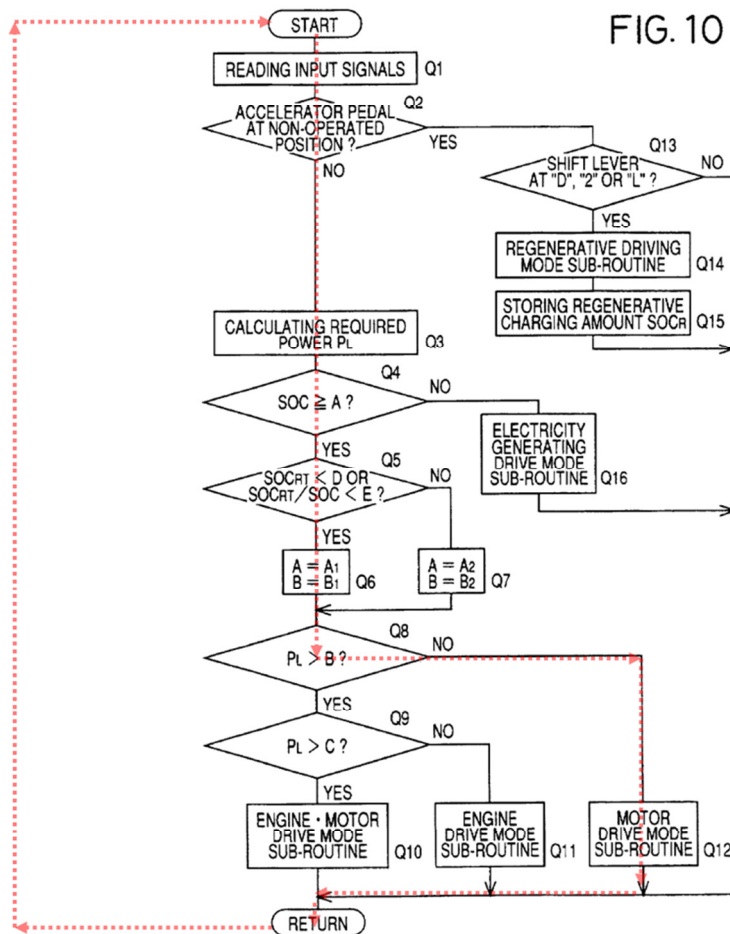 START
FIG. 10
READING INPUT SIGNALS
Q1
ACCELERATOR PEDAL
AT NON-OPERATED
POSITION ?
Q2
YES
NO
Q13
SHIFT LEVER
AT "D", "2" OR "L" ?
NO
YES
REGENERATIVE DRIVING
MODE SUB-ROUTINE
Q14
STORING REGENERATIVE
CHARGING AMOUNT SOCR
Q15
CALCULATING REQUIRED
POWER PL
Q3
Q4
SOC ≧ A ?
NO
YES
ELECTRICITY
GENERATING
DRIVE MODE
SUB-ROUTINE
Q16
Q5
SOCRT < D OR
SOCRT/SOC < E ?
NO
YES
A = A1
B = B1
Q6
A = A2
B = B2
Q7
Q8
PL > B ?
NO
YES
Q9
PL > C ?
NO
YES
ENGINE・MOTOR
DRIVE MODE
SUB-ROUTINE
Q10
ENGINE
DRIVE MODE
SUB-ROUTINE
Q11
MOTOR
DRIVE MODE
SUB-ROUTINE
Q12
RETURN